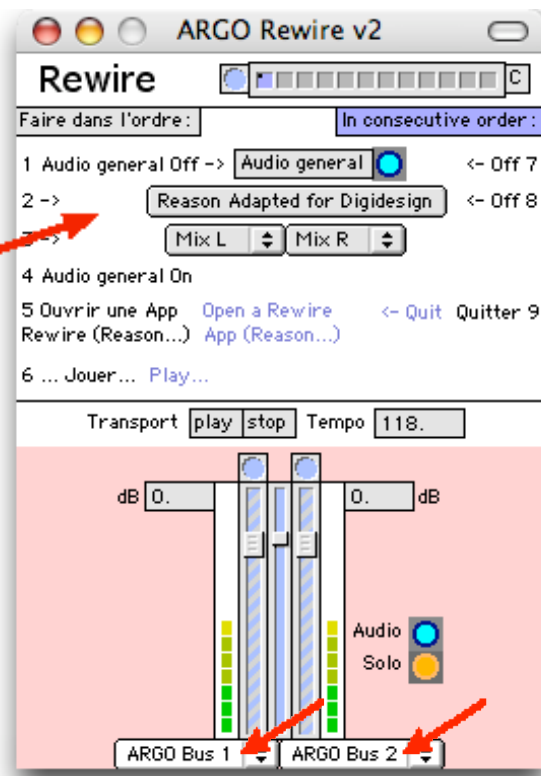 ARGO Rewire v2
Rewire C
Faire dans l'ordre: In consecutive order:
1 Audio general Off -> Audio general <- Off 7
2 -> Reason Adapted for Digidesign <- Off 8
3 -> Mix L Mix R
4 Audio general On
5 Ouvrir une App Open a Rewire <- Quit Quitter 9
Rewire (Reason...) App (Reason...)
6 ... Jouer... Play...
Transport play stop Tempo 118.
dB 0. 0. dB
Audio
Solo
ARGO Bus 1 ARGO Bus 2